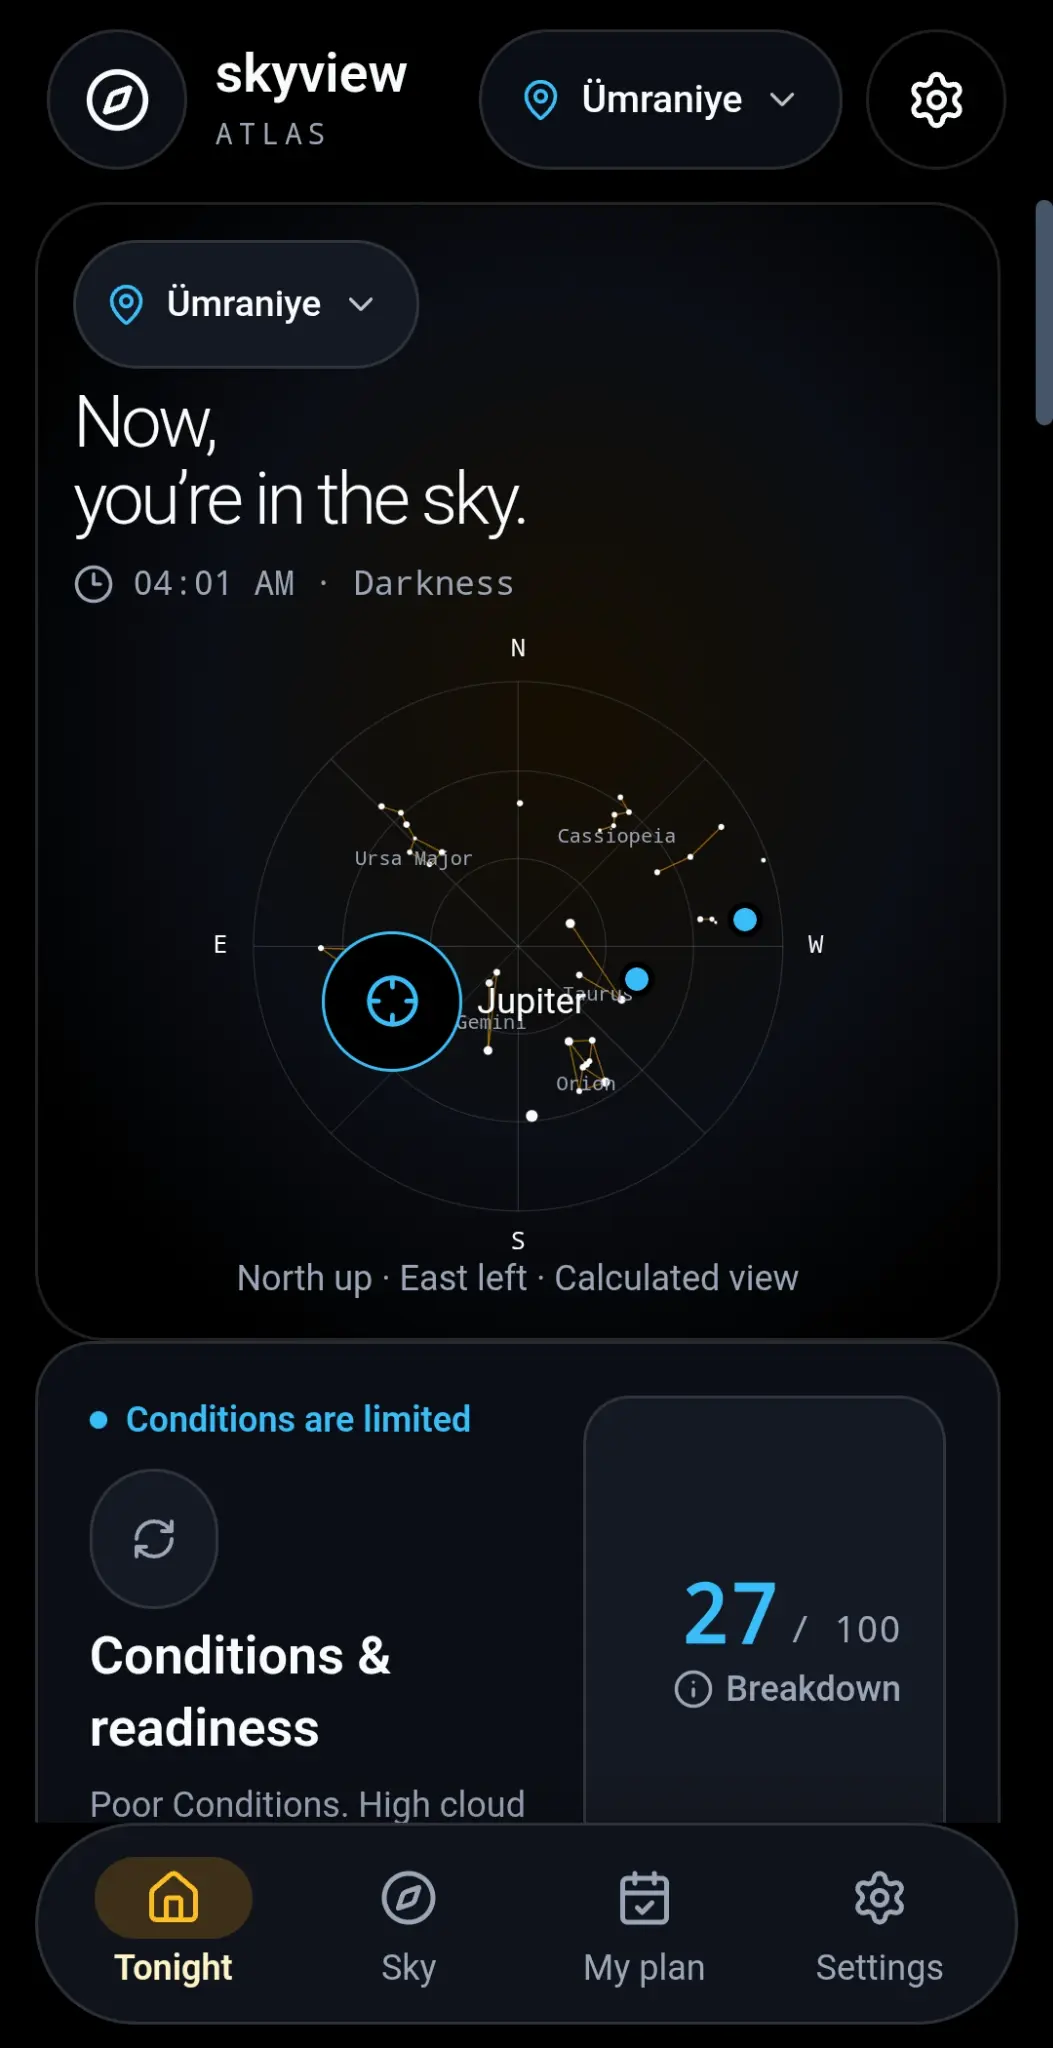 skyview
ATLAS
Ümraniye
Ümraniye
Now,
you’re in the sky.
04:01 AM · Darkness
N
Cassiopeia
Ursa Major
E
W
Taurus
Jupiter
Gemini
Orion
S
North up · East left · Calculated view
Conditions are limited
27 / 100
Breakdown
Conditions &
readiness
Poor Conditions. High cloud
Tonight
Sky
My plan
Settings